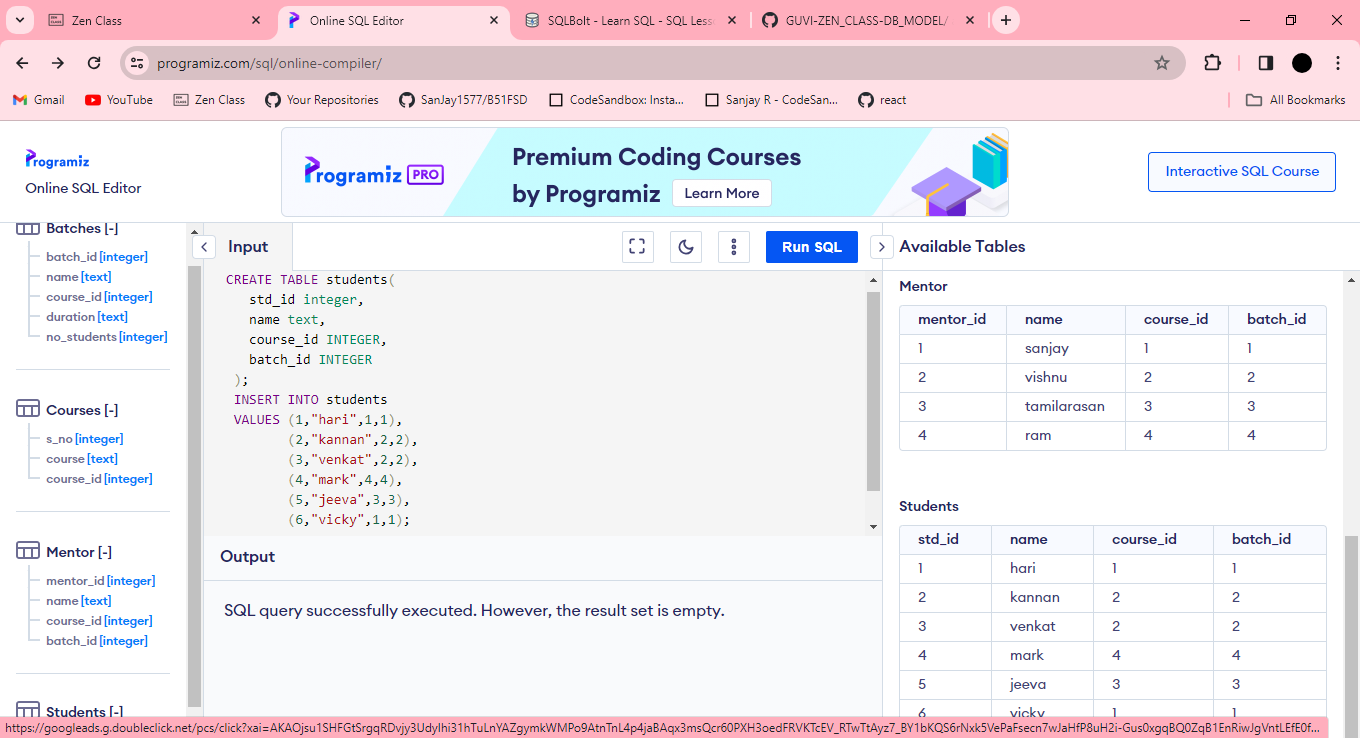 Zen Class
Online SQL Editor
SQLBolt - Learn SQL - SQL Less
GUVI-ZEN_CLASS-DB_MODEL/
programiz.com/sql/online-compiler/
Gmail
YouTube
Zen Class
Your Repositories
SanJay1577/B51FSD
CodeSandbox: Insta...
Sanjay R - CodeSan...
react
All Bookmarks
Programiz
Online SQL Editor
Programiz PRO
Premium Coding Courses
by Programiz
Learn More
Interactive SQL Course
Batches [-]
batch_id [integer]
name [text]
course_id [integer]
duration [text]
no_students [integer]
Courses [-]
s_no [integer]
course [text]
course_id [integer]
Mentor [-]
mentor_id [integer]
name [text]
course_id [integer]
batch_id [integer]
Students [-]
Input
Run SQL
CREATE TABLE students(
std_id integer,
name text,
course_id INTEGER,
batch_id INTEGER
);
INSERT INTO students
VALUES (1,"hari",1,1),
(2,"kannan",2,2),
(3,"venkat",2,2),
(4,"mark",4,4),
(5,"jeeva",3,3),
(6,"vicky",1,1);
Output
SQL query successfully executed. However, the result set is empty.
Available Tables
Mentor
mentor_id name course_id batch_id
1 sanjay 1 1
2 vishnu 2 2
3 tamilarasan 3 3
4 ram 4 4
Students
std_id name course_id batch_id
1 hari 1 1
2 kannan 2 2
3 venkat 2 2
4 mark 4 4
5 jeeva 3 3
6 vicky 1 1